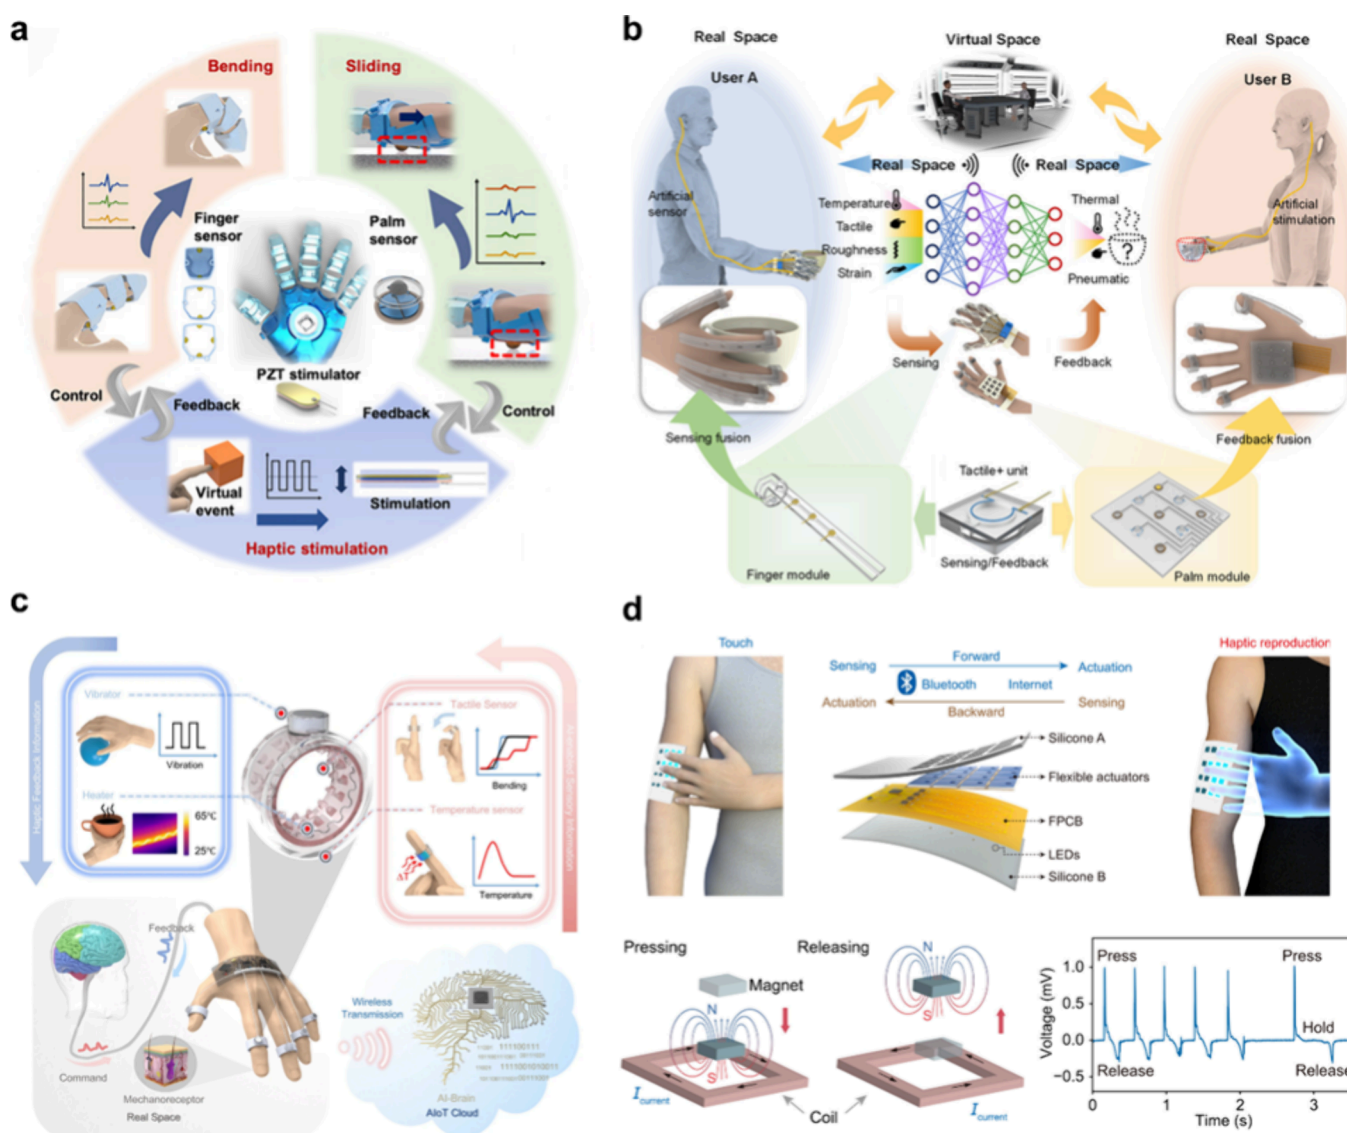 a
Bending
Sliding
Finger
sensor
Palm
sensor
PZT stimulator
Control
Feedback
Feedback
Control
Virtual
event
Stimulation
Haptic stimulation
b
Real Space
Virtual Space
Real Space
User A
User B
Real Space
Real Space
Artificial
sensor
Temperature
Tactile
Roughness
Strain
Thermal
?
Pneumatic
Artificial
stimulation
Sensing
Feedback
Sensing fusion
Feedback fusion
Tactile+ unit
Sensing/Feedback
Finger module
Palm module
c
Haptic Feedback Information
Vibrator
Vibration
Heater
65℃
25℃
Tactile Sensor
Bending
Temperature sensor
ΔT
Temperature
Feedback
Command
Mechanoreceptor
Real Space
Wireless
Transmission
AI-Brain
AIoT Cloud
d
Touch
Haptic reproduction
Sensing
Forward
Actuation
Bluetooth
Internet
Actuation
Backward
Sensing
Silicone A
Flexible actuators
FPCB
LEDs
Silicone B
Pressing
Releasing
Magnet
N
S
N
S
I current
Coil
I current
Voltage (mV)
1.0
0.5
0.0
−0.5
Press
Press
Hold
Release
Release
0
1
2
3
Time (s)